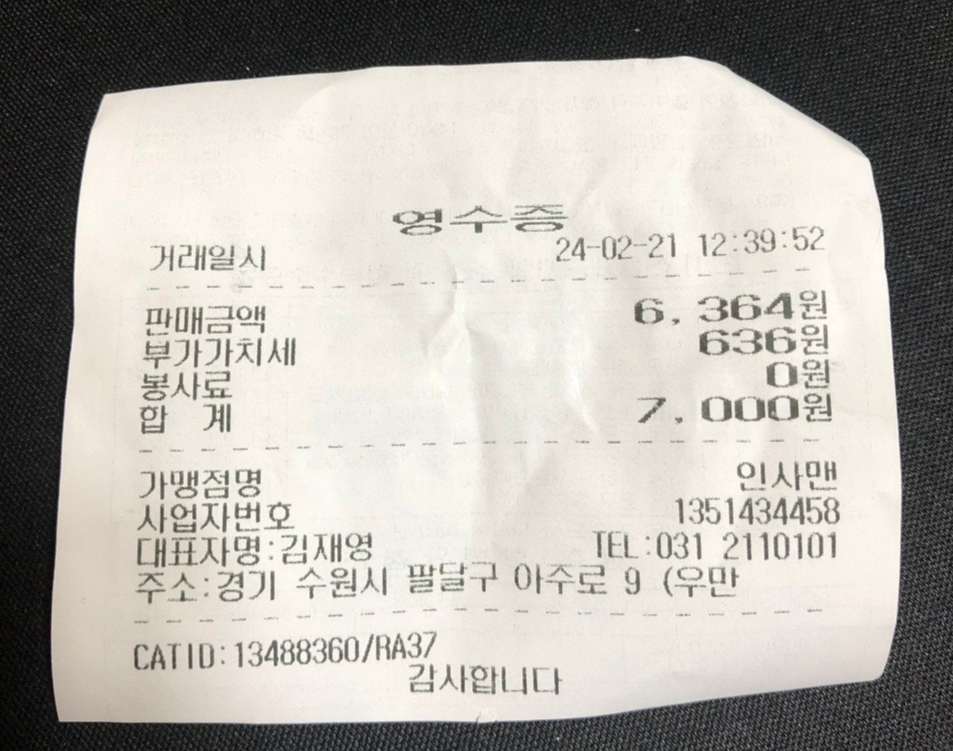 영수증
거래일시 24-02-21 12:39:52
판매금액 6,364원
부가가치세 636원
봉사료 0원
합 계 7,000원
가맹점명 인사맨
사업자번호 1351434458
대표자명:김재영 TEL:031 2110101
주소:경기 수원시 팔달구 아주로 9 (우만
CATID:13488360/RA37
감사합니다